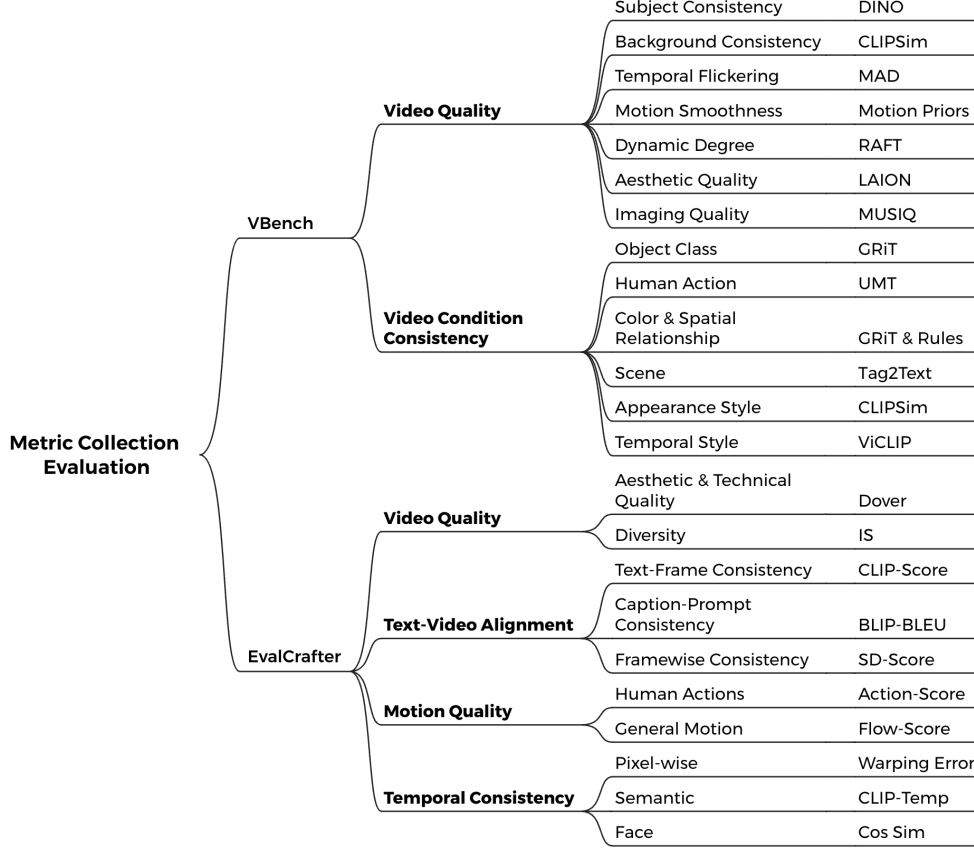 Subject Consistency DINO
Background Consistency CLIPSim
Temporal Flickering MAD
Video Quality
Motion Smoothness Motion Priors
Dynamic Degree RAFT
Aesthetic Quality LAION
Imaging Quality MUSIQ
VBench
Object Class GRiT
Human Action UMT
Video Condition
Consistency
Color & Spatial
Relationship GRiT & Rules
Scene Tag2Text
Appearance Style CLIPSim
Temporal Style ViCLIP
Metric Collection
Evaluation
Aesthetic & Technical
Quality Dover
Video Quality
Diversity IS
Text-Frame Consistency CLIP-Score
Caption-Prompt
Consistency BLIP-BLEU
Text-Video Alignment
Framewise Consistency SD-Score
EvalCrafter
Human Actions Action-Score
Motion Quality
General Motion Flow-Score
Pixel-wise Warping Error
Temporal Consistency
Semantic CLIP-Temp
Face Cos Sim